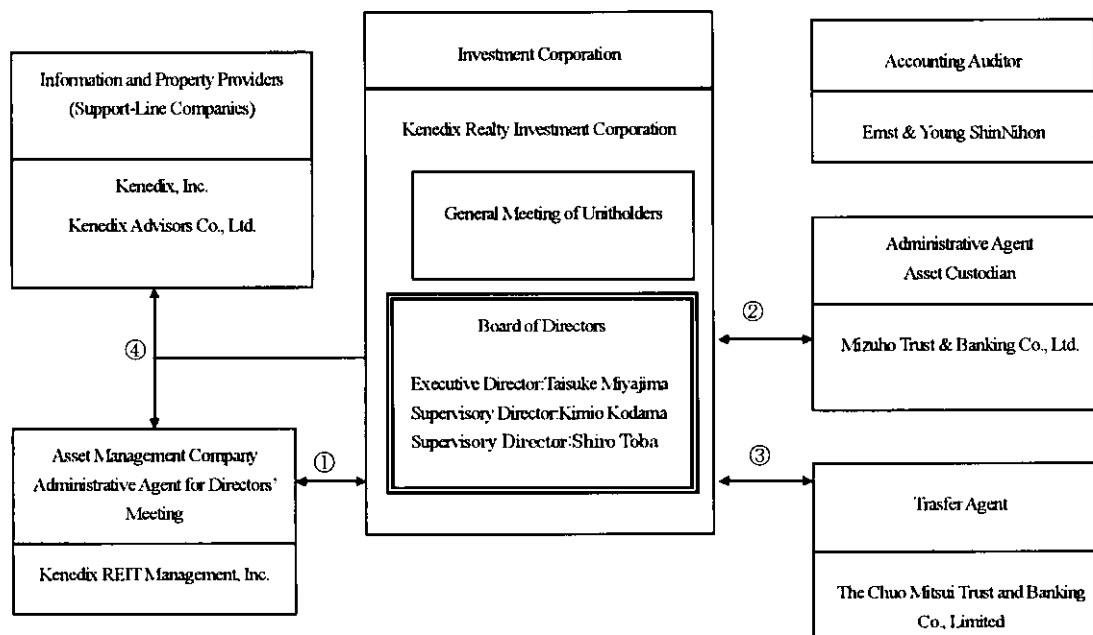 Information and Property Providers
(Support-Line Companies)
Kenedix, Inc.
Kenedix Advisors Co., Ltd.
④
Asset Management Company
Administrative Agent for Directors'
Meeting
Kenedix REIT Management, Inc.
①
Investment Corporation
Kenedix Realty Investment Corporation
General Meeting of Unitholders
Board of Directors
Executive Director:Taisuke Miyajima
Supervisory Director:Kimio Kodama
Supervisory Director:Shiro Toba
Accounting Auditor
Ernst & Young ShinNihon
②
Administrative Agent
Asset Custodian
Mizuho Trust & Banking Co., Ltd.
③
Trasfer Agent
The Chuo Mitsui Trust and Banking
Co., Limited